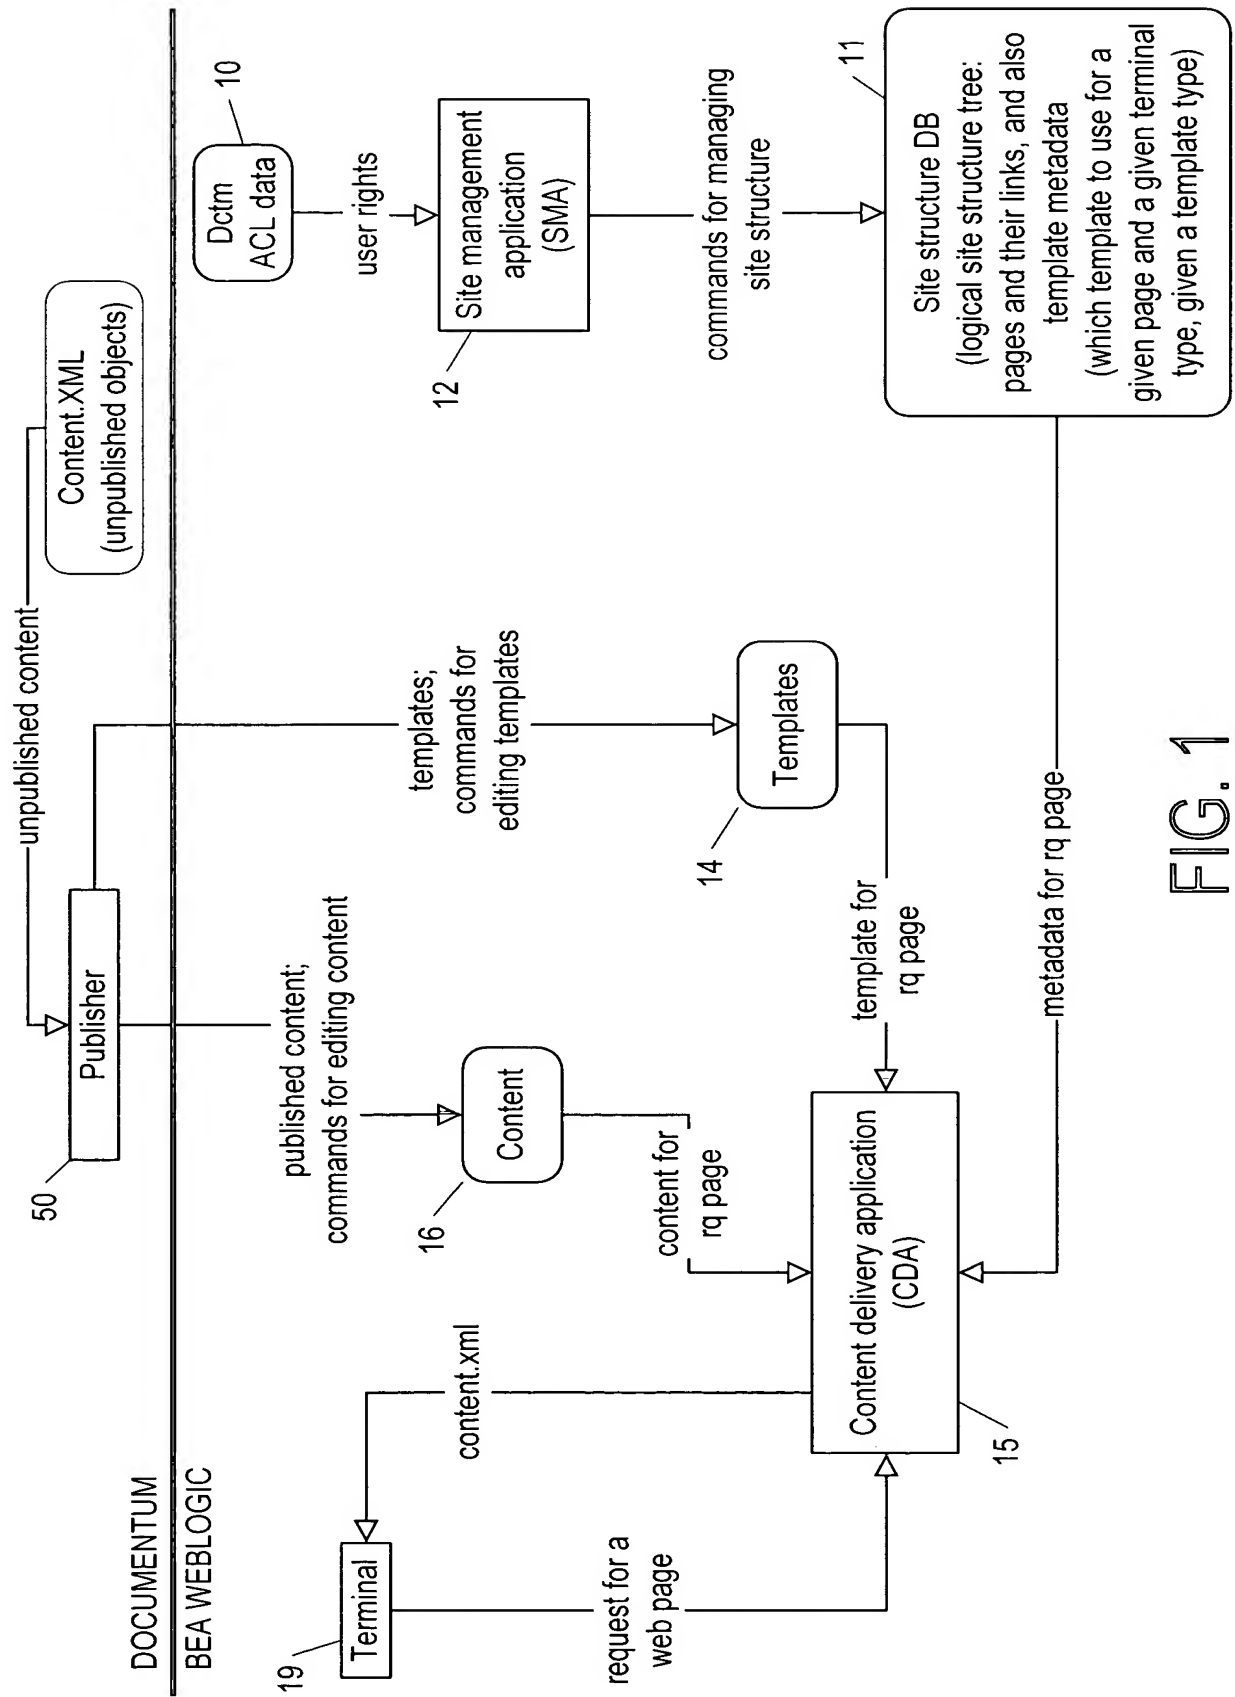 DOCUMENTUM
BEA WEBLOGIC
unpublished content
Content.XML
(unpublished objects)
50
Publisher
10
Dctm
ACL data
user rights
12
Site management
application
(SMA)
commands for managing
site structure
11
Site structure DB
(logical site structure tree:
pages and their links, and also
template metadata
(which template to use for a
given page and a given terminal
type, given a template type)
templates;
commands for
editing templates
14
Templates
template for
rq page
published content;
commands for editing content
16
Content
content for
rq page
metadata for rq page
19
Terminal
content.xml
request for a
web page
Content delivery application
(CDA)
15
FIG. 1